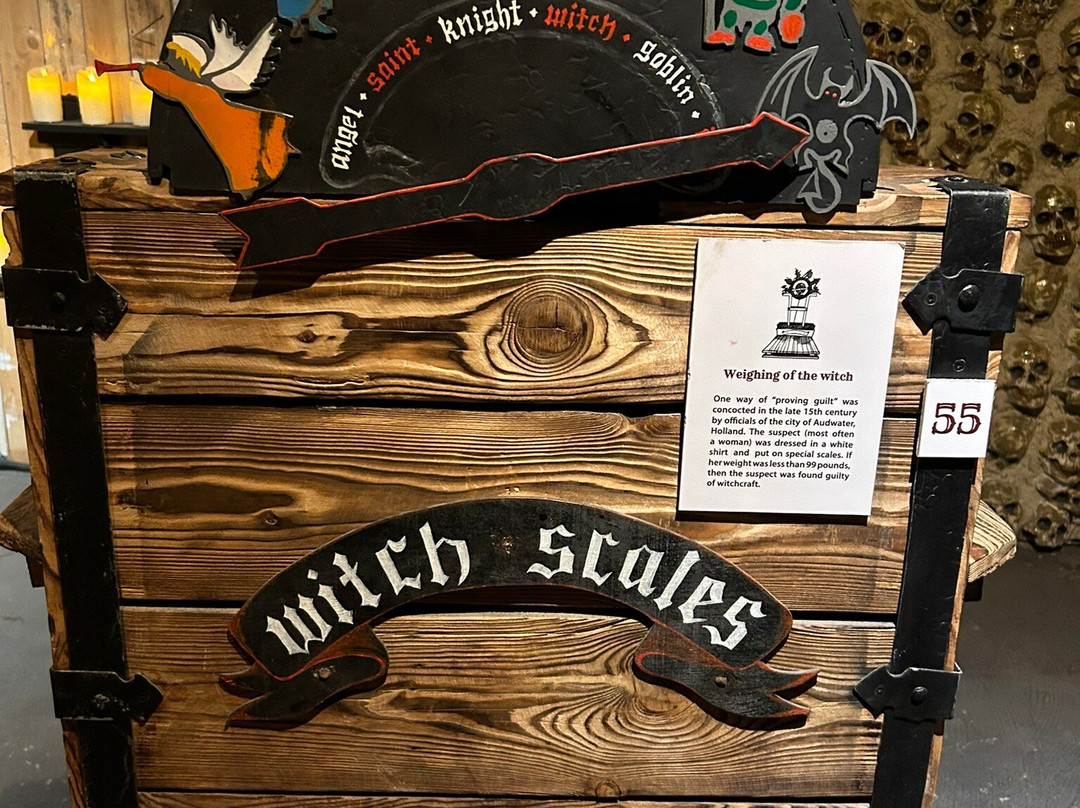 angel • saint • knight • witch • goblin •
Weighing of the witch
One way of "proving guilt" was
concocted in the late 15th century
by officials of the city of Audwater,
Holland. The suspect (most often
a woman) was dressed in a white
shirt and put on special scales. If
her weight was less than 99 pounds,
then the suspect was found guilty
of witchcraft.
55
witch scales